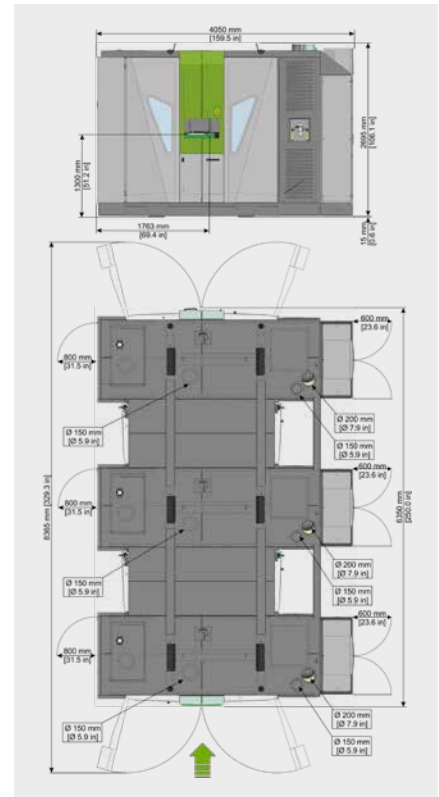 4050 mm
[159.5 in]
2695 mm
[106.1 in]
1300 mm
[51.2 in]
1763 mm
[69.4 in]
15 mm
[0.6 in]
600 mm
[23.6 in]
800 mm
[31.5 in]
Ø 150 mm
[Ø 5.9 in]
Ø 200 mm
[Ø 7.9 in]
Ø 150 mm
[Ø 5.9 in]
600 mm
[23.6 in]
800 mm
[31.5 in]
8365 mm [329.3 in]
6350 mm
[250.0 in]
Ø 150 mm
[Ø 5.9 in]
Ø 200 mm
[Ø 7.9 in]
Ø 150 mm
[Ø 5.9 in]
600 mm
[23.6 in]
800 mm
[31.5 in]
Ø 150 mm
[Ø 5.9 in]
Ø 200 mm
[Ø 7.9 in]
Ø 150 mm
[Ø 5.9 in]